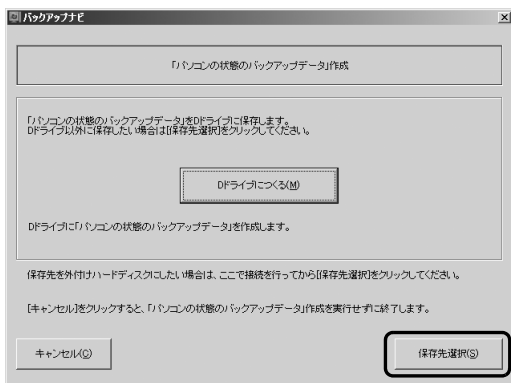 バックアップナビ
「パソコンの状態のバックアップデータ」作成
「パソコンの状態のバックアップデータ」をDドライブに保存します。
Dドライブ以外に保存したい場合は[保存先選択]をクリックしてください。
Dドライブにつくる(M)
Dドライブに「パソコンの状態のバックアップデータ」を作成します。
保存先を外付けハードディスクにしたい場合は、ここで接続を行ってから[保存先選択]をクリックしてください。
[キャンセル]をクリックすると、「パソコンの状態のバックアップデータ」作成を実行せずに終了します。
キャンセル(C)
保存先選択(S)